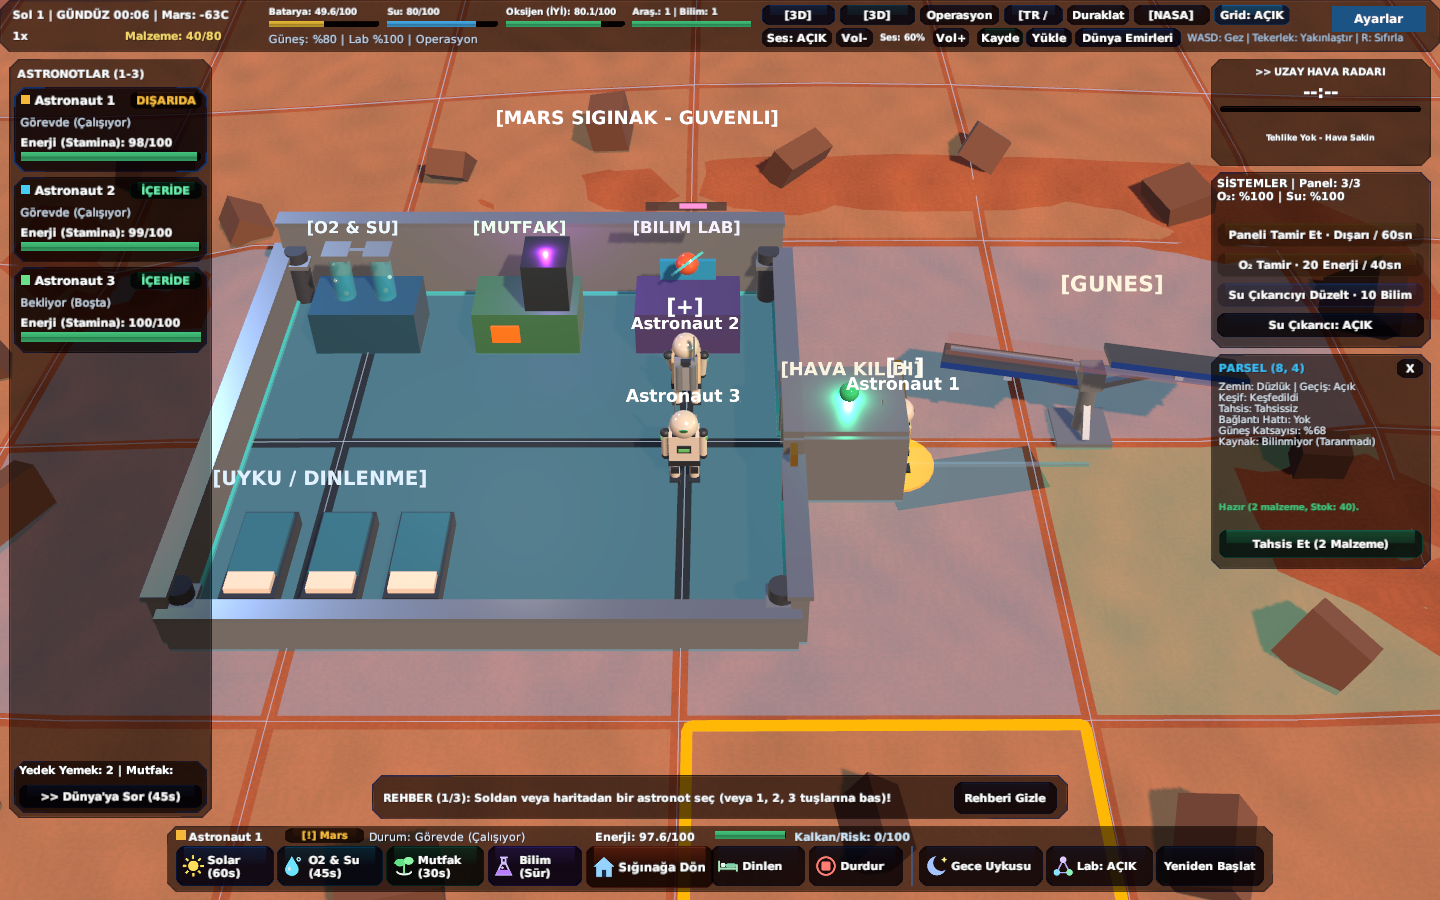 Sol 1 | GÜNDÜZ 00:06 | Mars: -63C
1x
Malzeme: 40/80
Batarya: 49.6/100
Su: 80/100
Oksijen (İYİ): 80.1/100
Araş.: 1 | Bilim: 1
Güneş: %80 | Lab %100 | Operasyon
[3D]
[3D]
Operasyon
[TR /
Duraklat
[NASA]
Grid: AÇIK
Ayarlar
Ses: AÇIK
Vol-
Ses: 60%
Vol+
Kayde
Yükle
Dünya Emirleri
WASD: Gez | Tekerlek: Yakınlaştır | R: Sıfırla
ASTRONOTLAR (1-3)
Astronaut 1
DIŞARIDA
Görevde (Çalışıyor)
Enerji (Stamina): 98/100
Astronaut 2
İÇERİDE
Görevde (Çalışıyor)
Enerji (Stamina): 99/100
Astronaut 3
İÇERİDE
Bekliyor (Boşta)
Enerji (Stamina): 100/100
Yedek Yemek: 2 | Mutfak:
>> Dünya'ya Sor (45s)
[MARS SIGINAK - GUVENLI]
[O2 & SU]
[MUTFAK]
[BILIM LAB]
[+]
Astronaut 2
Astronaut 3
[HAVA KILIDI]
Astronaut 1
[GUNES]
[UYKU / DINLENME]
>> UZAY HAVA RADARI
--:--
Tehlike Yok - Hava Sakin
SİSTEMLER | Panel: 3/3
O₂: %100 | Su: %100
Paneli Tamir Et · Dışarı / 60sn
O₂ Tamir · 20 Enerji / 40sn
Su Çıkarıcıyı Düzelt · 10 Bilim
Su Çıkarıcı: AÇIK
PARSEL (8, 4)
X
Zemin: Düzlük | Geçiş: Açık
Keşif: Keşfedildi
Tahsis: Tahsissiz
Bağlantı Hattı: Yok
Güneş Katsayısı: %68
Kaynak: Bilinmiyor (Taranmadı)
Hazır (2 malzeme, Stok: 40).
Tahsis Et (2 Malzeme)
REHBER (1/3): Soldan veya haritadan bir astronot seç (veya 1, 2, 3 tuşlarına bas)!
Rehberi Gizle
Astronaut 1
[!] Mars
Durum: Görevde (Çalışıyor)
Enerji: 97.6/100
Kalkan/Risk: 0/100
Solar
(60s)
O2 & Su
(45s)
Mutfak
(30s)
Bilim
(Sür)
Sığınağa Dön
Dinlen
Durdur
Gece Uykusu
Lab: AÇIK
Yeniden Başlat